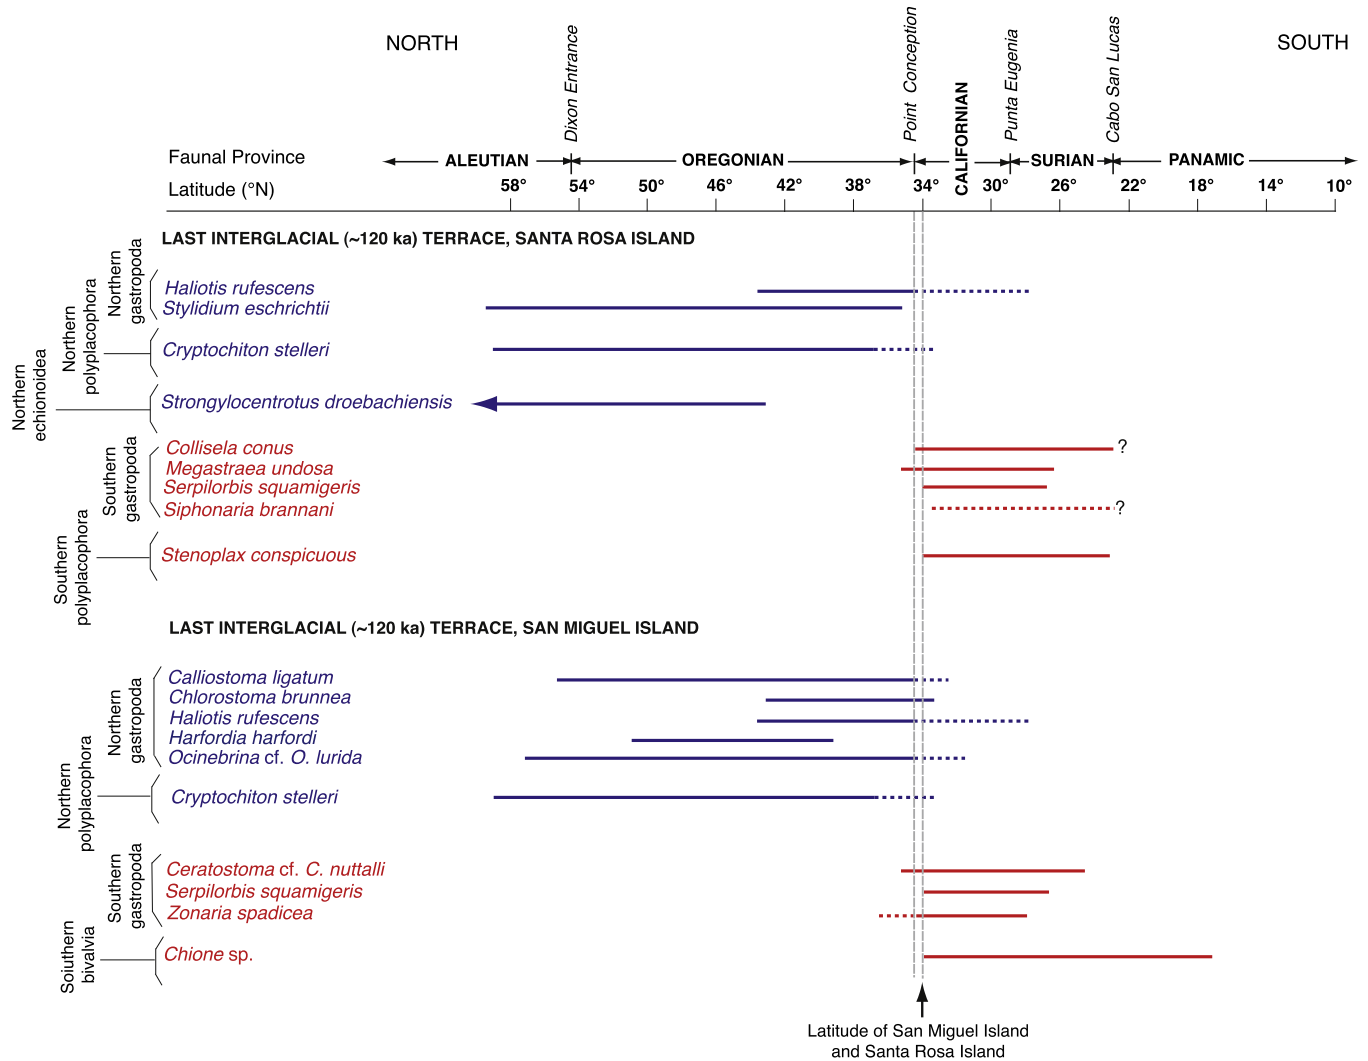 NORTH
SOUTH
Dixon Entrance
Point Conception
Punta Eugenia
Cabo San Lucas
Faunal Province
ALEUTIAN
OREGONIAN
CALIFORNIAN
SURIAN
PANAMIC
Latitude (°N)
58° 54° 50° 46° 42° 38° 34° 30° 26° 22° 18° 14° 10°
LAST INTERGLACIAL (~120 ka) TERRACE, SANTA ROSA ISLAND
Northern
gastropoda
Haliotis rufescens
Stylidium eschrichtii
Northern
polyplacophora
Cryptochiton stelleri
Northern
echionoidea
Strongylocentrotus droebachiensis
Southern
gastropoda
Collisela conus
?
Megastraea undosa
Serpilorbis squamigeris
Siphonaria brannani
?
Southern
polyplacophora
Stenoplax conspicuous
LAST INTERGLACIAL (~120 ka) TERRACE, SAN MIGUEL ISLAND
Northern
gastropoda
Calliostoma ligatum
Chlorostoma brunnea
Haliotis rufescens
Harfordia harfordi
Ocinebrina cf. O. lurida
Northern
polyplacophora
Cryptochiton stelleri
Southern
gastropoda
Ceratostoma cf. C. nuttalli
Serpilorbis squamigeris
Zonaria spadicea
Soiuthern
bivalvia
Chione sp.
Latitude of San Miguel Island
and Santa Rosa Island